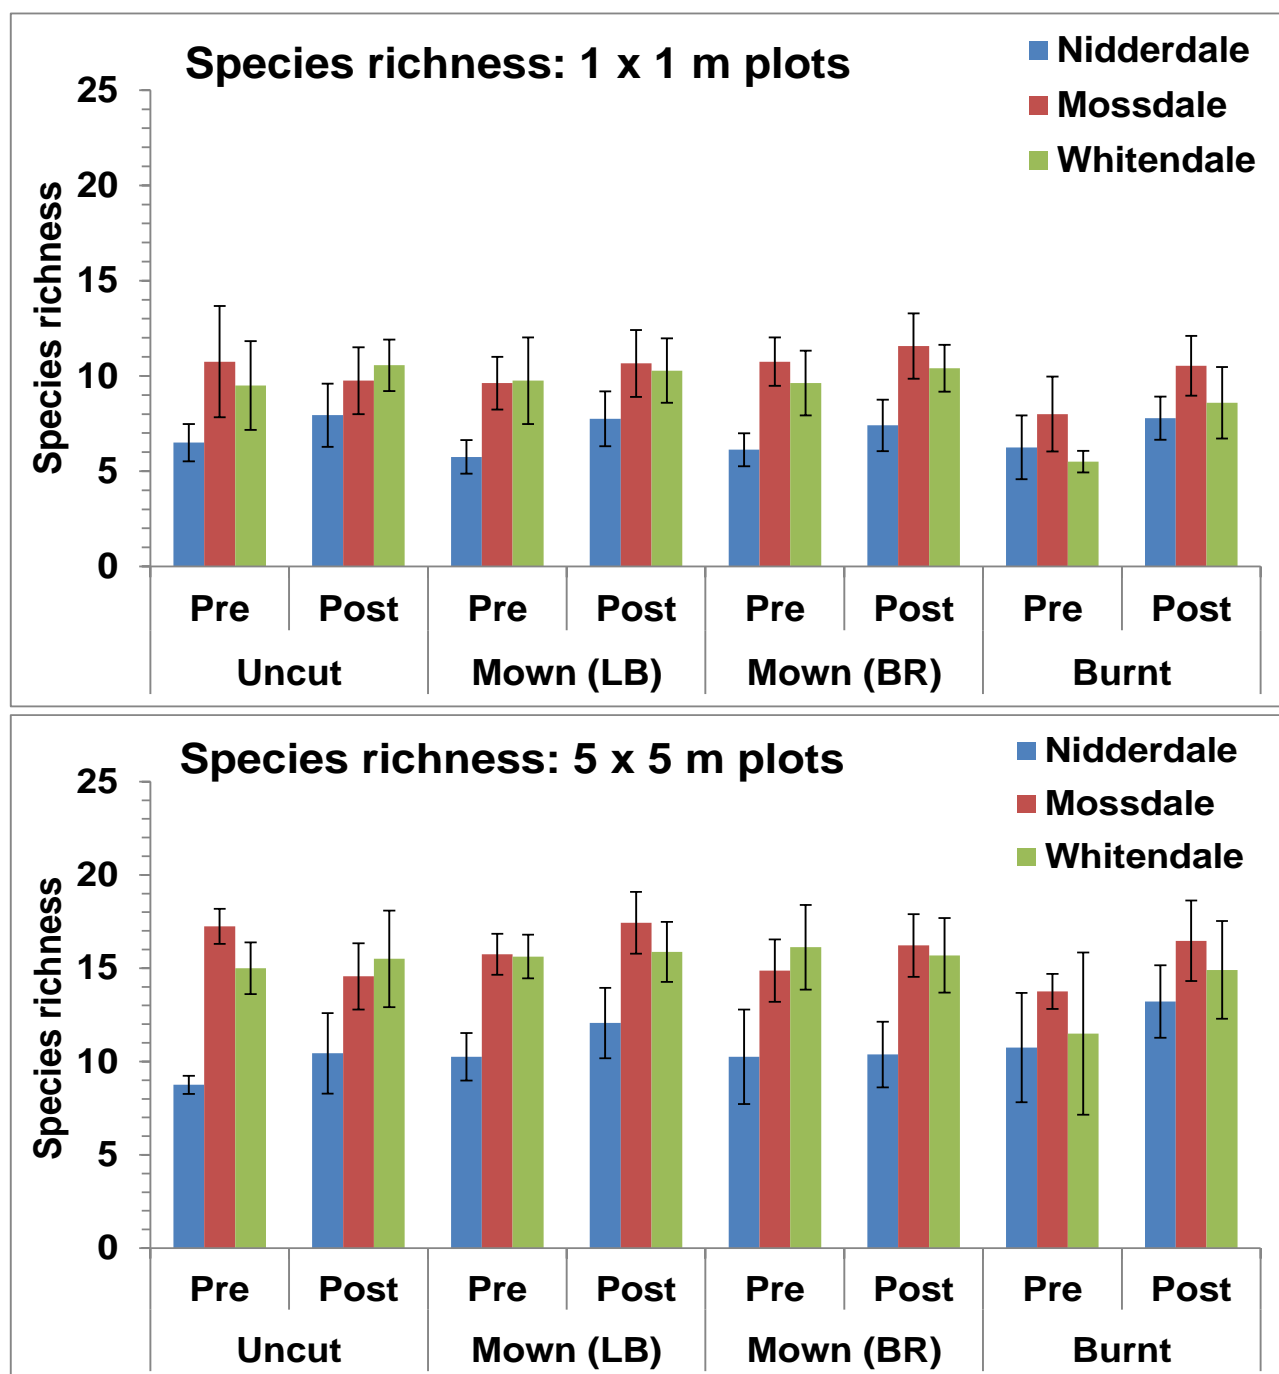 Species richness: 1 x 1 m plots
Nidderdale
Mossdale
Whitendale
Species richness
25
20
15
10
5
0
Pre Post Pre Post Pre Post Pre Post
Uncut Mown (LB) Mown (BR) Burnt
Species richness: 5 x 5 m plots
Nidderdale
Mossdale
Whitendale
Species richness
25
20
15
10
5
0
Pre Post Pre Post Pre Post Pre Post
Uncut Mown (LB) Mown (BR) Burnt